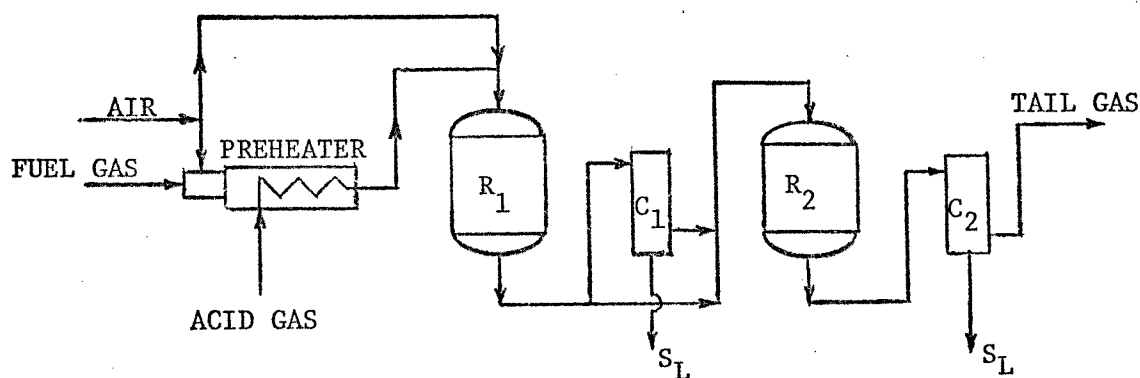 AIR
TAIL GAS
FUEL GAS
PREHEATER
R1
C1
R2
C2
ACID GAS
SL
SL